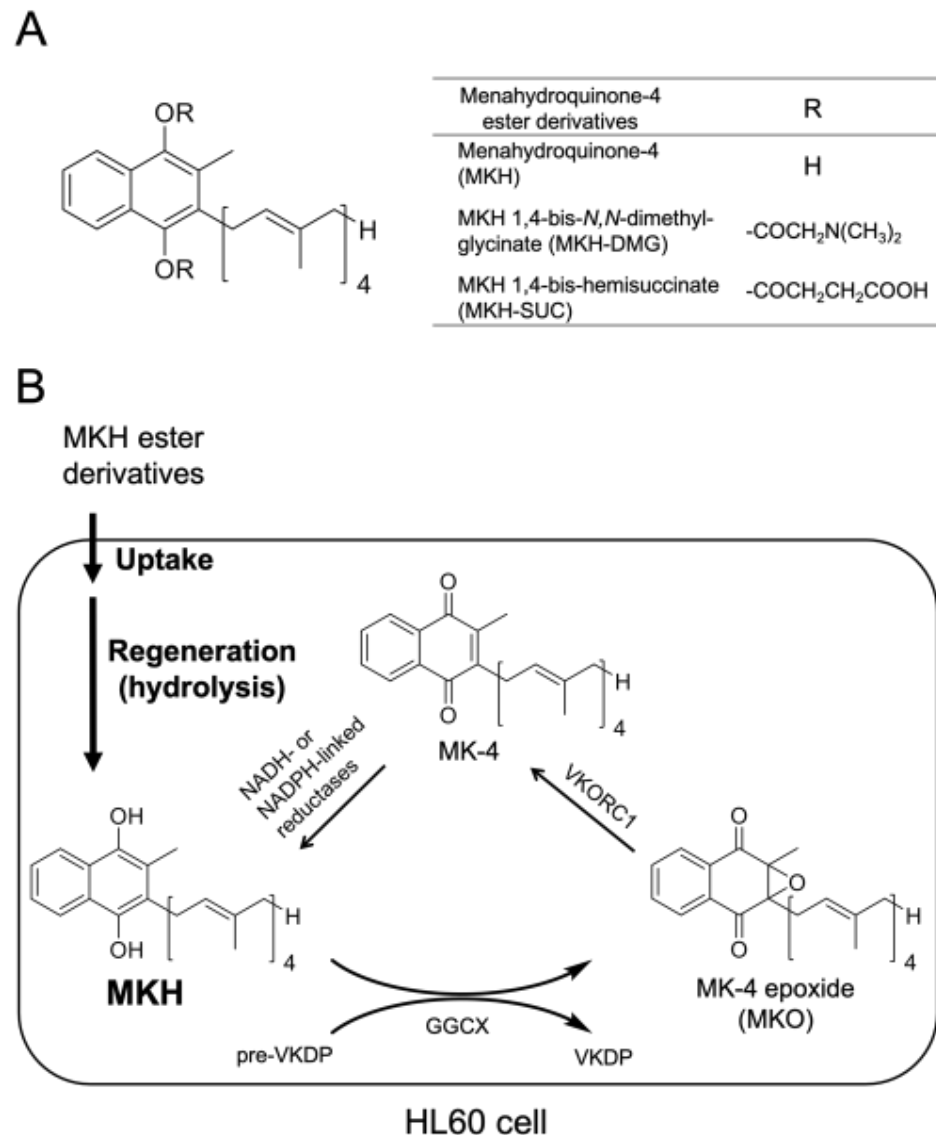 A
OR
OR
H
4
Menahydroquinone-4
ester derivatives
R
Menahydroquinone-4
(MKH)
H
MKH 1,4-bis-N,N-dimethyl-
glycinate (MKH-DMG)
-COCH₂N(CH₃)₂
MKH 1,4-bis-hemisuccinate
(MKH-SUC)
-COCH₂CH₂COOH
B
MKH ester
derivatives
Uptake
Regeneration
(hydrolysis)
O
O
H
4
MK-4
NADH- or
NADPH-linked
reductases
VKORC1
OH
OH
H
4
MKH
O
O
O
H
4
MK-4 epoxide
(MKO)
GGCX
pre-VKDP
VKDP
HL60 cell